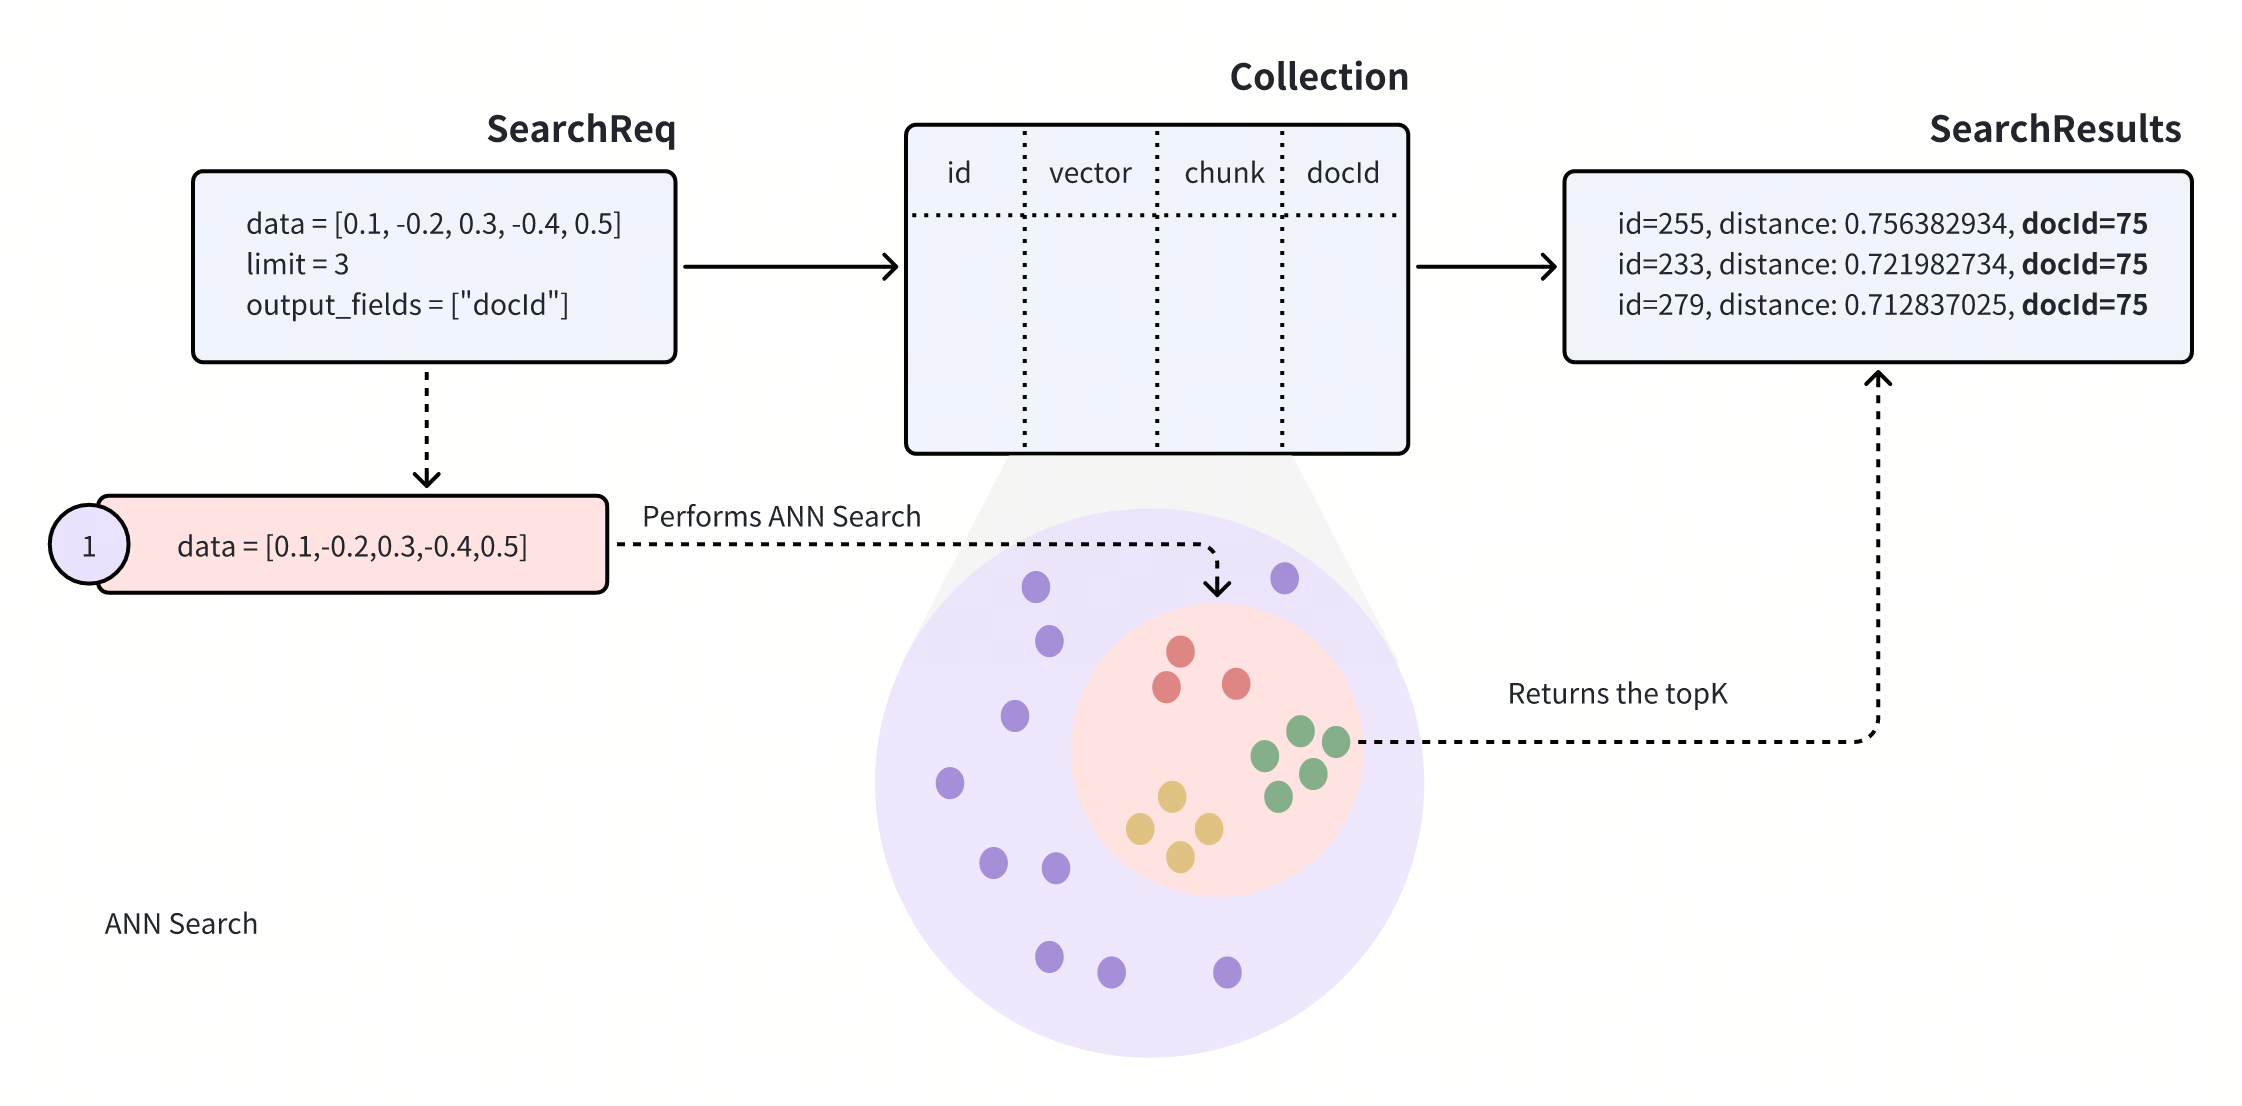 Collection
SearchReq
SearchResults
id vector chunk docId
data = [0.1, -0.2, 0.3, -0.4, 0.5]
limit = 3
output_fields = ["docId"]
id=255, distance: 0.756382934, docId=75
id=233, distance: 0.721982734, docId=75
id=279, distance: 0.712837025, docId=75
Performs ANN Search
1
data = [0.1,-0.2,0.3,-0.4,0.5]
Returns the topK
ANN Search